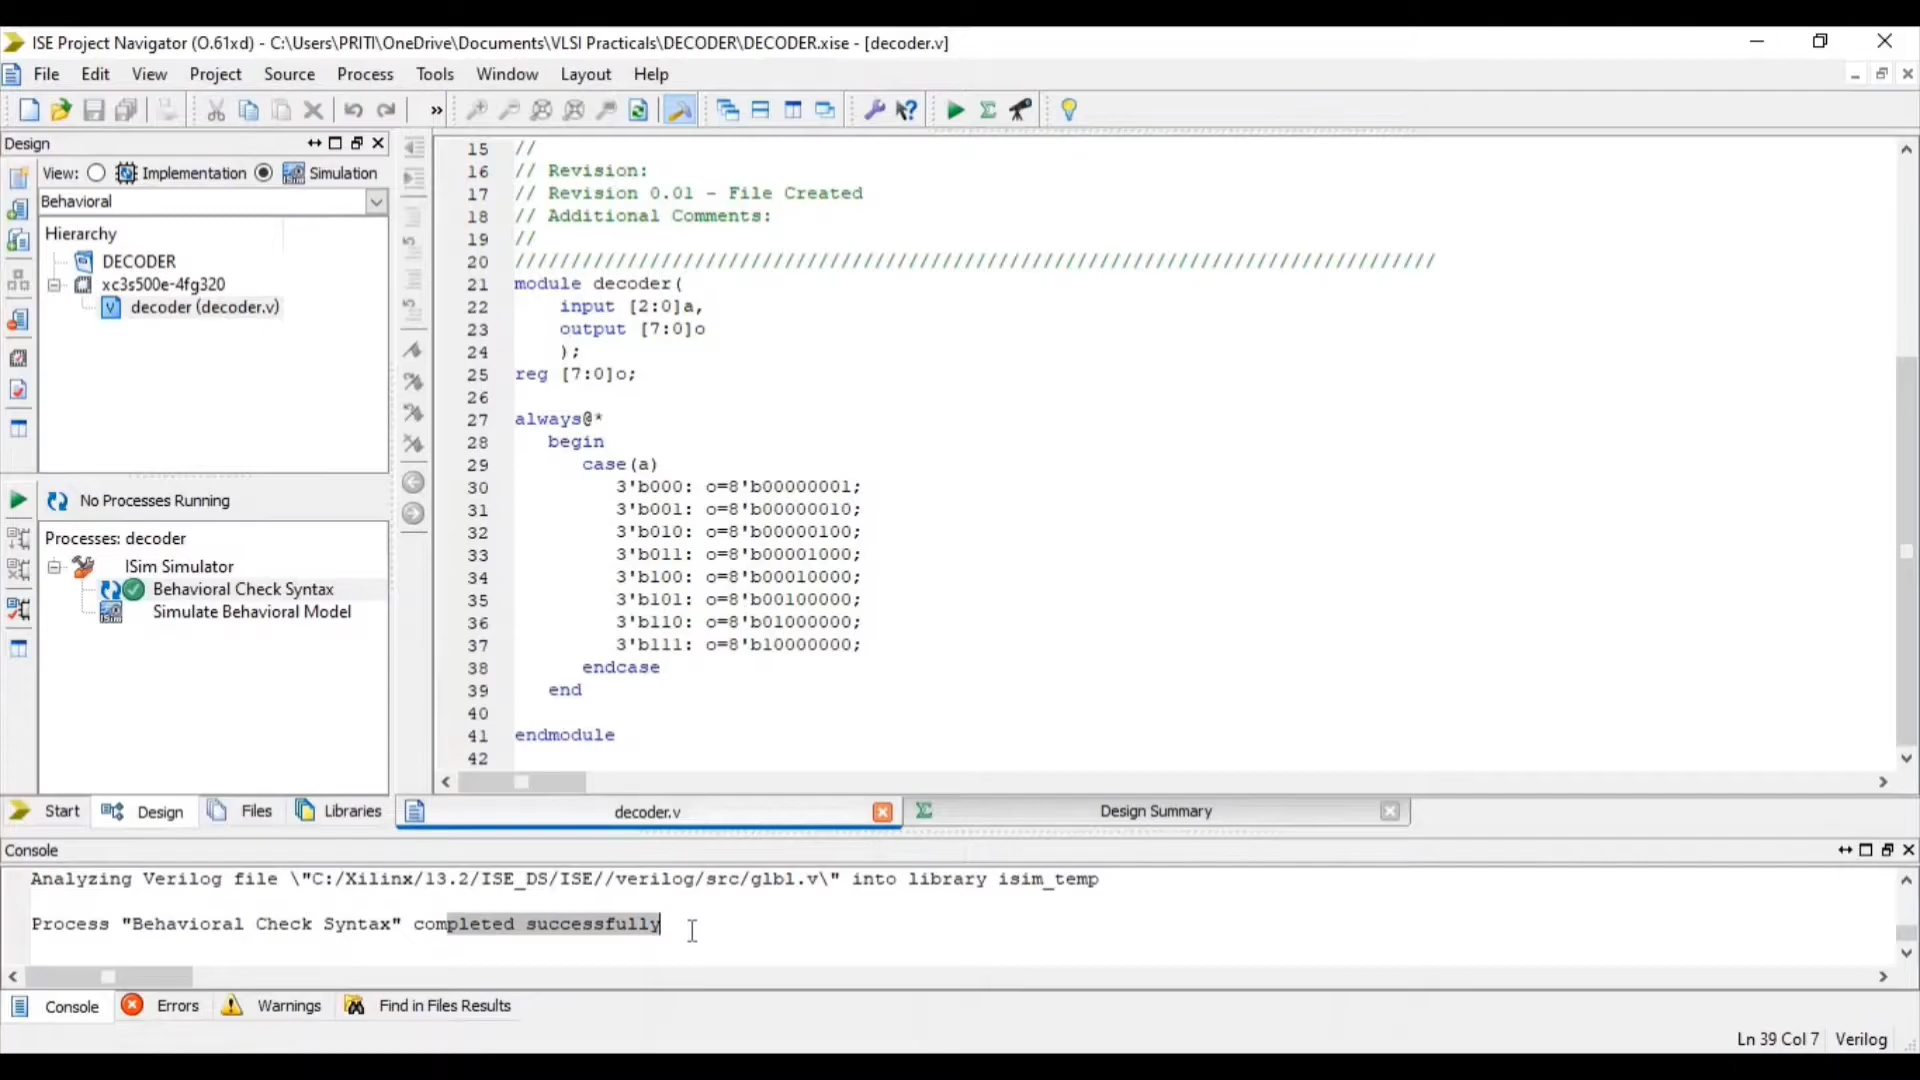 ISE Project Navigator (O.61xd) - C:\Users\PRITI\OneDrive\Documents\VLSI Practicals\DECODER\DECODER.xise - [decoder.v]
File Edit View Project Source Process Tools Window Layout Help
»
Design
View: Implementation Simulation
Behavioral
Hierarchy
DECODER
xc3s500e-4fg320
decoder (decoder.v)
No Processes Running
Processes: decoder
ISim Simulator
Behavioral Check Syntax
Simulate Behavioral Model
Start Design Files Libraries
15 //
16 // Revision:
17 // Revision 0.01 - File Created
18 // Additional Comments:
19 //
20 //////////////////////////////////////////////////////////////////////////////////
21 module decoder(
22 input [2:0]a,
23 output [7:0]o
24 );
25 reg [7:0]o;
26
27 always@*
28 begin
29 case(a)
30 3'b000: o=8'b00000001;
31 3'b001: o=8'b00000010;
32 3'b010: o=8'b00000100;
33 3'b011: o=8'b00001000;
34 3'b100: o=8'b00010000;
35 3'b101: o=8'b00100000;
36 3'b110: o=8'b01000000;
37 3'b111: o=8'b10000000;
38 endcase
39 end
40
41 endmodule
42
decoder.v Design Summary
Console
Analyzing Verilog file \"C:/Xilinx/13.2/ISE_DS/ISE//verilog/src/glbl.v\" into library isim_temp
Process "Behavioral Check Syntax" completed successfully
Console Errors Warnings Find in Files Results
Ln 39 Col 7 Verilog